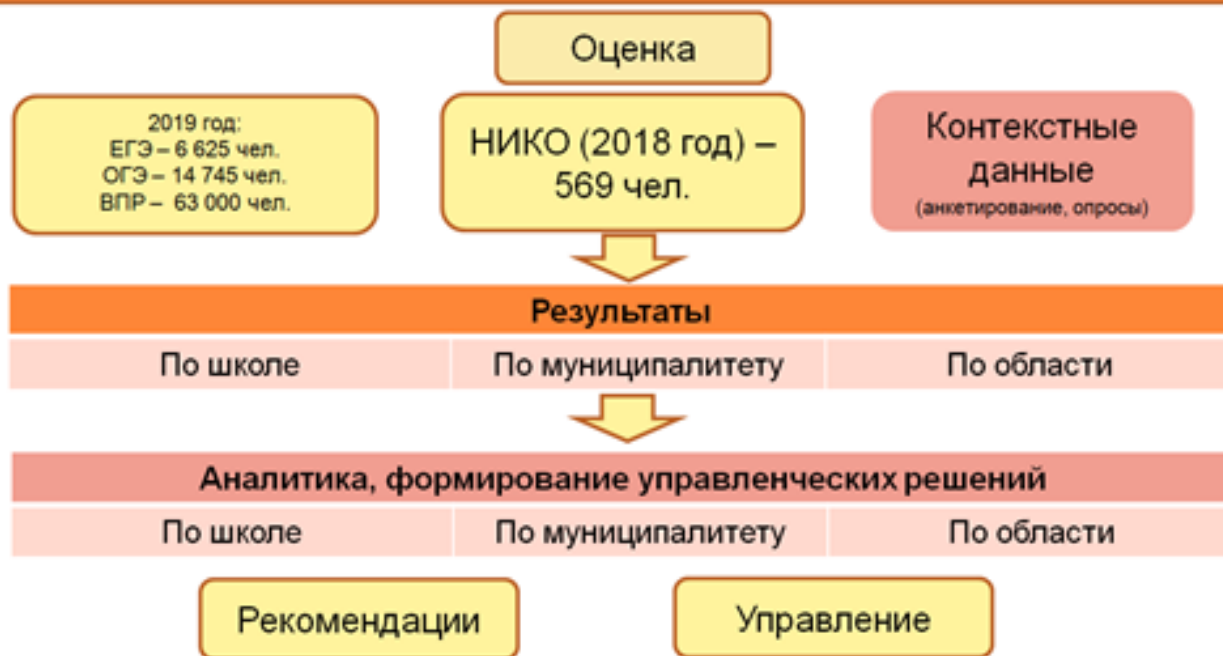 Оценка
2019 год:
ЕГЭ – 6 625 чел.
ОГЭ – 14 745 чел.
ВПР – 63 000 чел.
НИКО (2018 год) –
569 чел.
Контекстные
данные
(анкетирование, опросы)
Результаты
По школе
По муниципалитету
По области
Аналитика, формирование управленческих решений
По школе
По муниципалитету
По области
Рекомендации
Управление